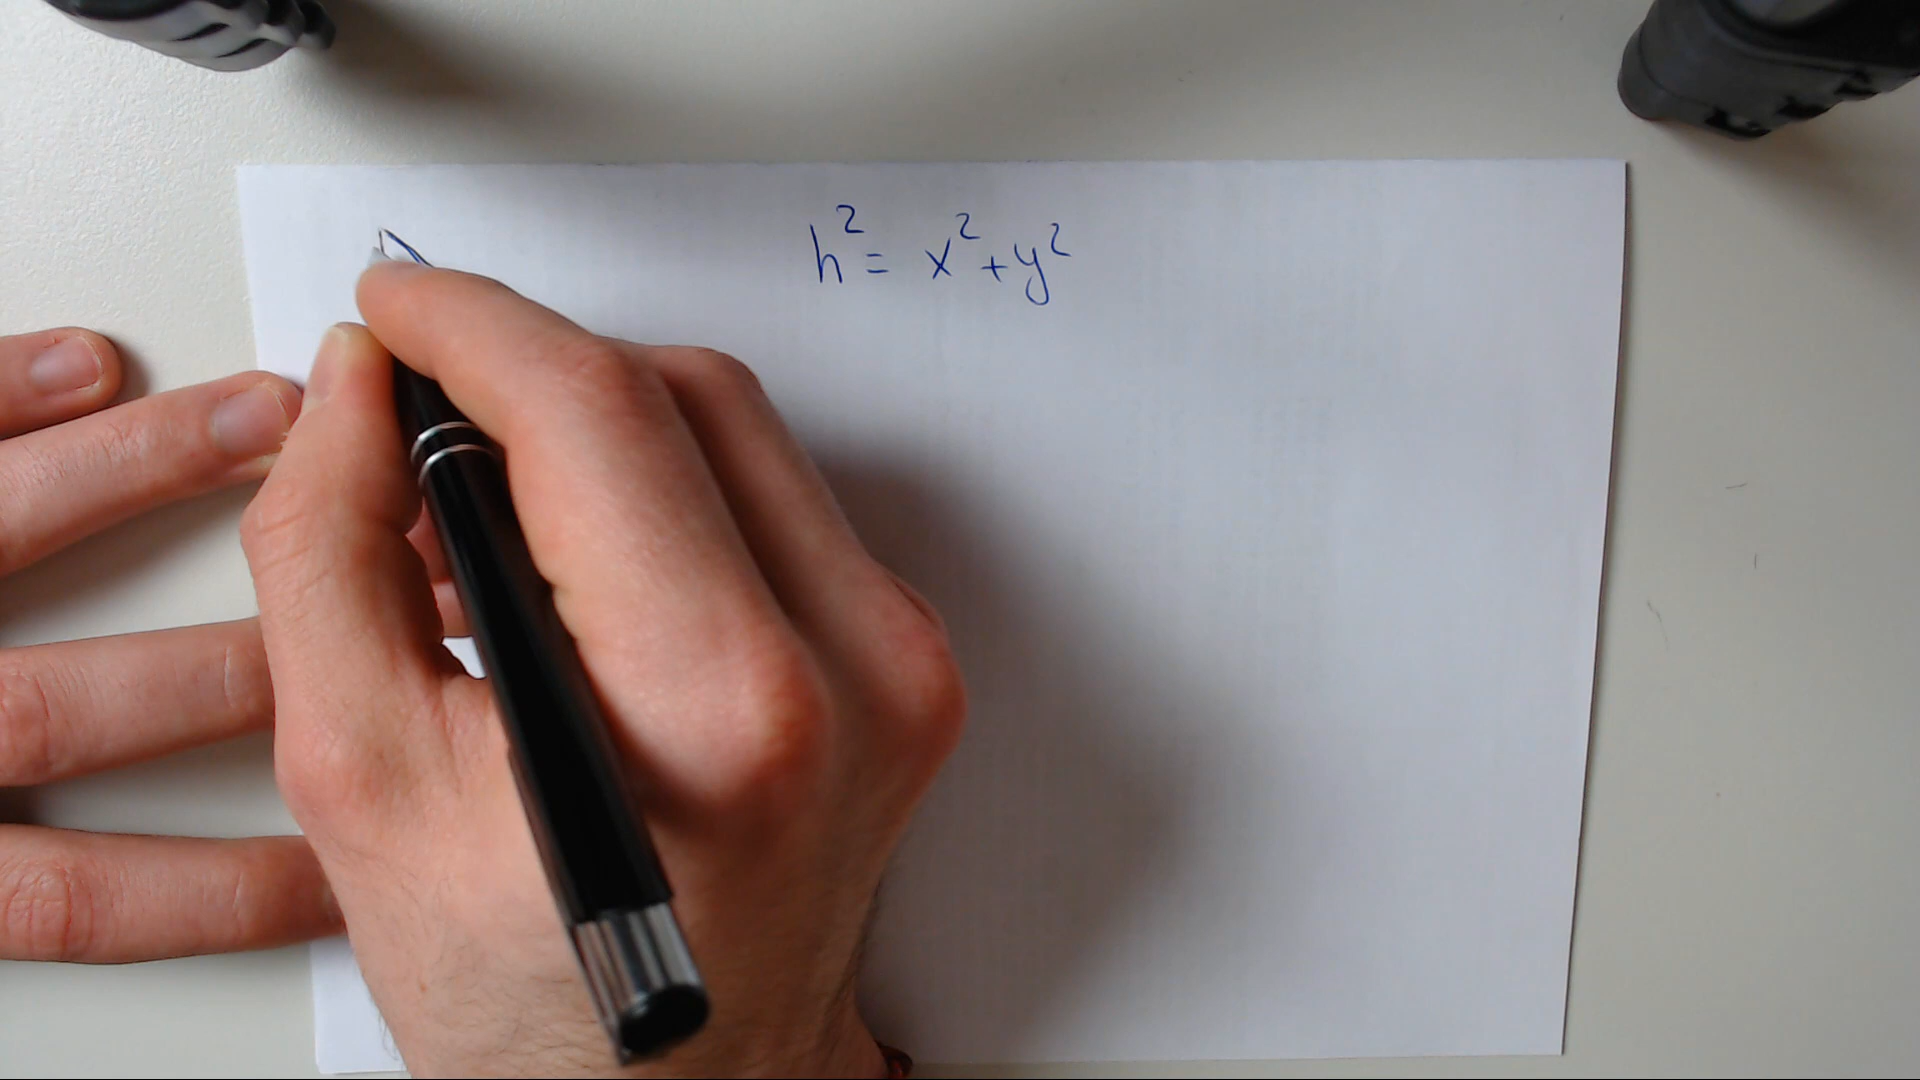 h² = x² + y²